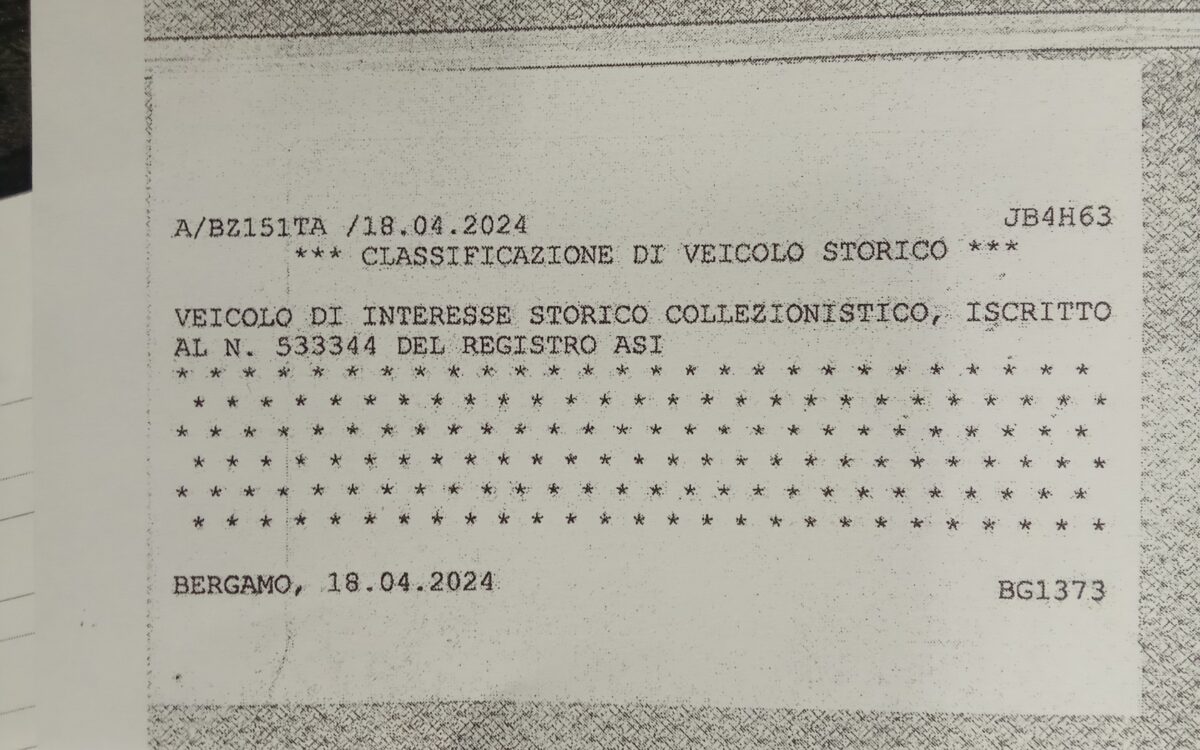 A/BZ151TA /18.04.2024 JB4H63
*** CLASSIFICAZIONE DI VEICOLO STORICO ***
VEICOLO DI INTERESSE STORICO COLLEZIONISTICO, ISCRITTO
AL N. 533344 DEL REGISTRO ASI
* * * * * * * * * * * * * * * * * * * * * * * * * * *
* * * * * * * * * * * * * * * * * * * * * * * * * * *
* * * * * * * * * * * * * * * * * * * * * * * * * * *
* * * * * * * * * * * * * * * * * * * * * * * * * * *
* * * * * * * * * * * * * * * * * * * * * * * * * * *
* * * * * * * * * * * * * * * * * * * * * * * * * * *
BERGAMO, 18.04.2024 BG1373